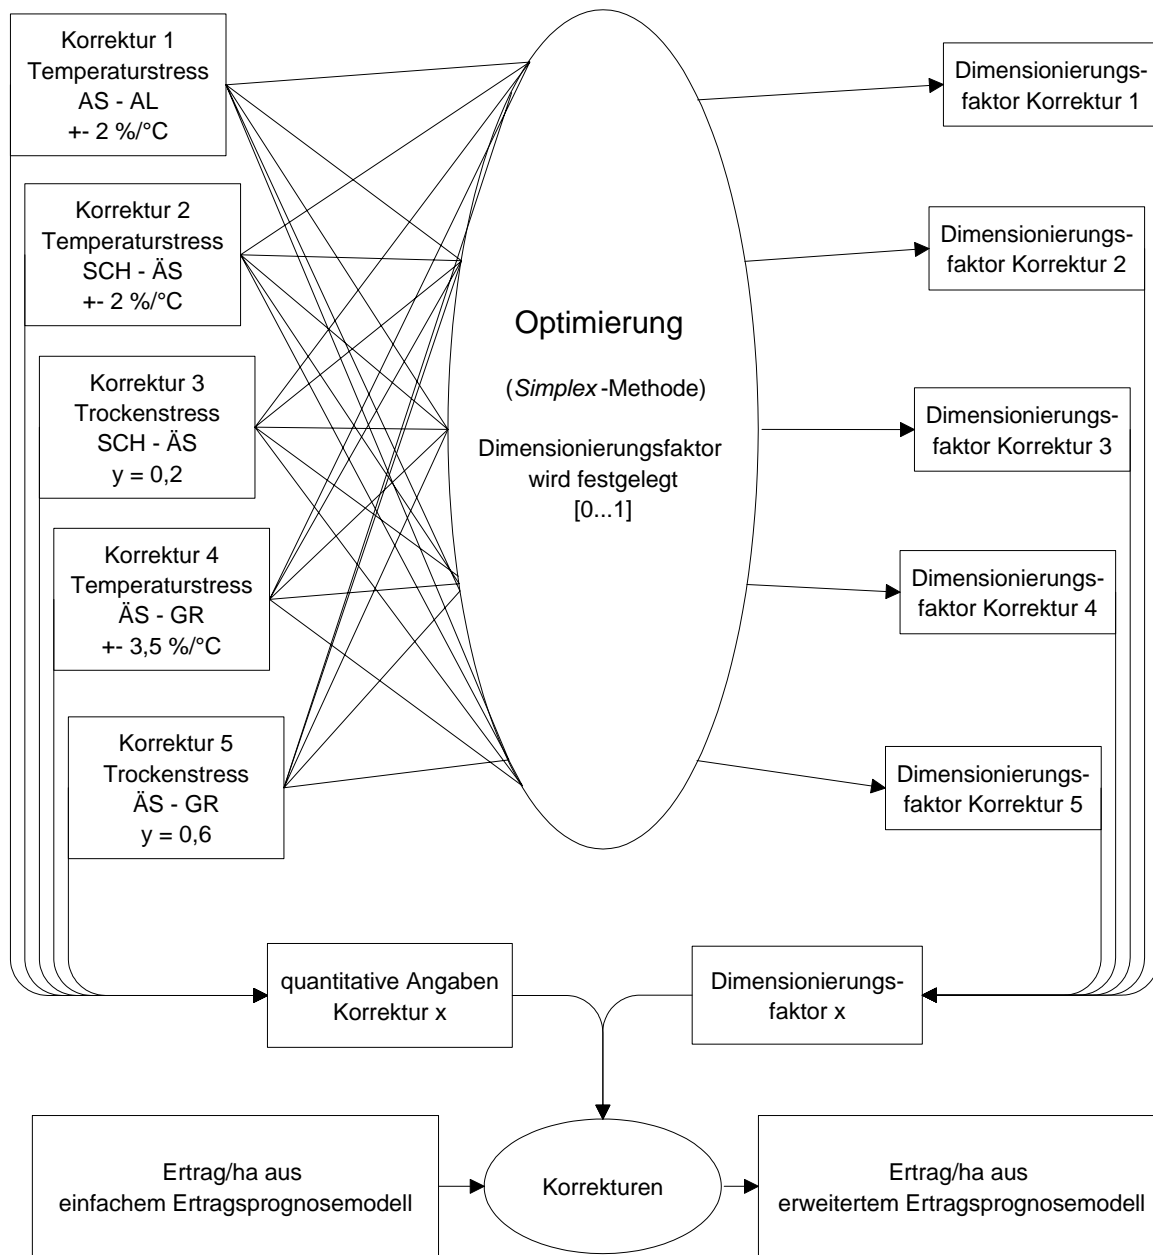 Korrektur 1
Temperaturstress
AS - AL
+- 2 %/°C
Korrektur 2
Temperaturstress
SCH - ÄS
+- 2 %/°C
Korrektur 3
Trockenstress
SCH - ÄS
y = 0,2
Korrektur 4
Temperaturstress
ÄS - GR
+- 3,5 %/°C
Korrektur 5
Trockenstress
ÄS - GR
y = 0,6
Optimierung
(Simplex-Methode)
Dimensionierungsfaktor
wird festgelegt
[0...1]
Dimensionierungs-
faktor Korrektur 1
Dimensionierungs-
faktor Korrektur 2
Dimensionierungs-
faktor Korrektur 3
Dimensionierungs-
faktor Korrektur 4
Dimensionierungs-
faktor Korrektur 5
quantitative Angaben
Korrektur x
Dimensionierungs-
faktor x
Ertrag/ha aus
einfachem Ertragsprognosemodell
Korrekturen
Ertrag/ha aus
erweitertem Ertragsprognosemodell